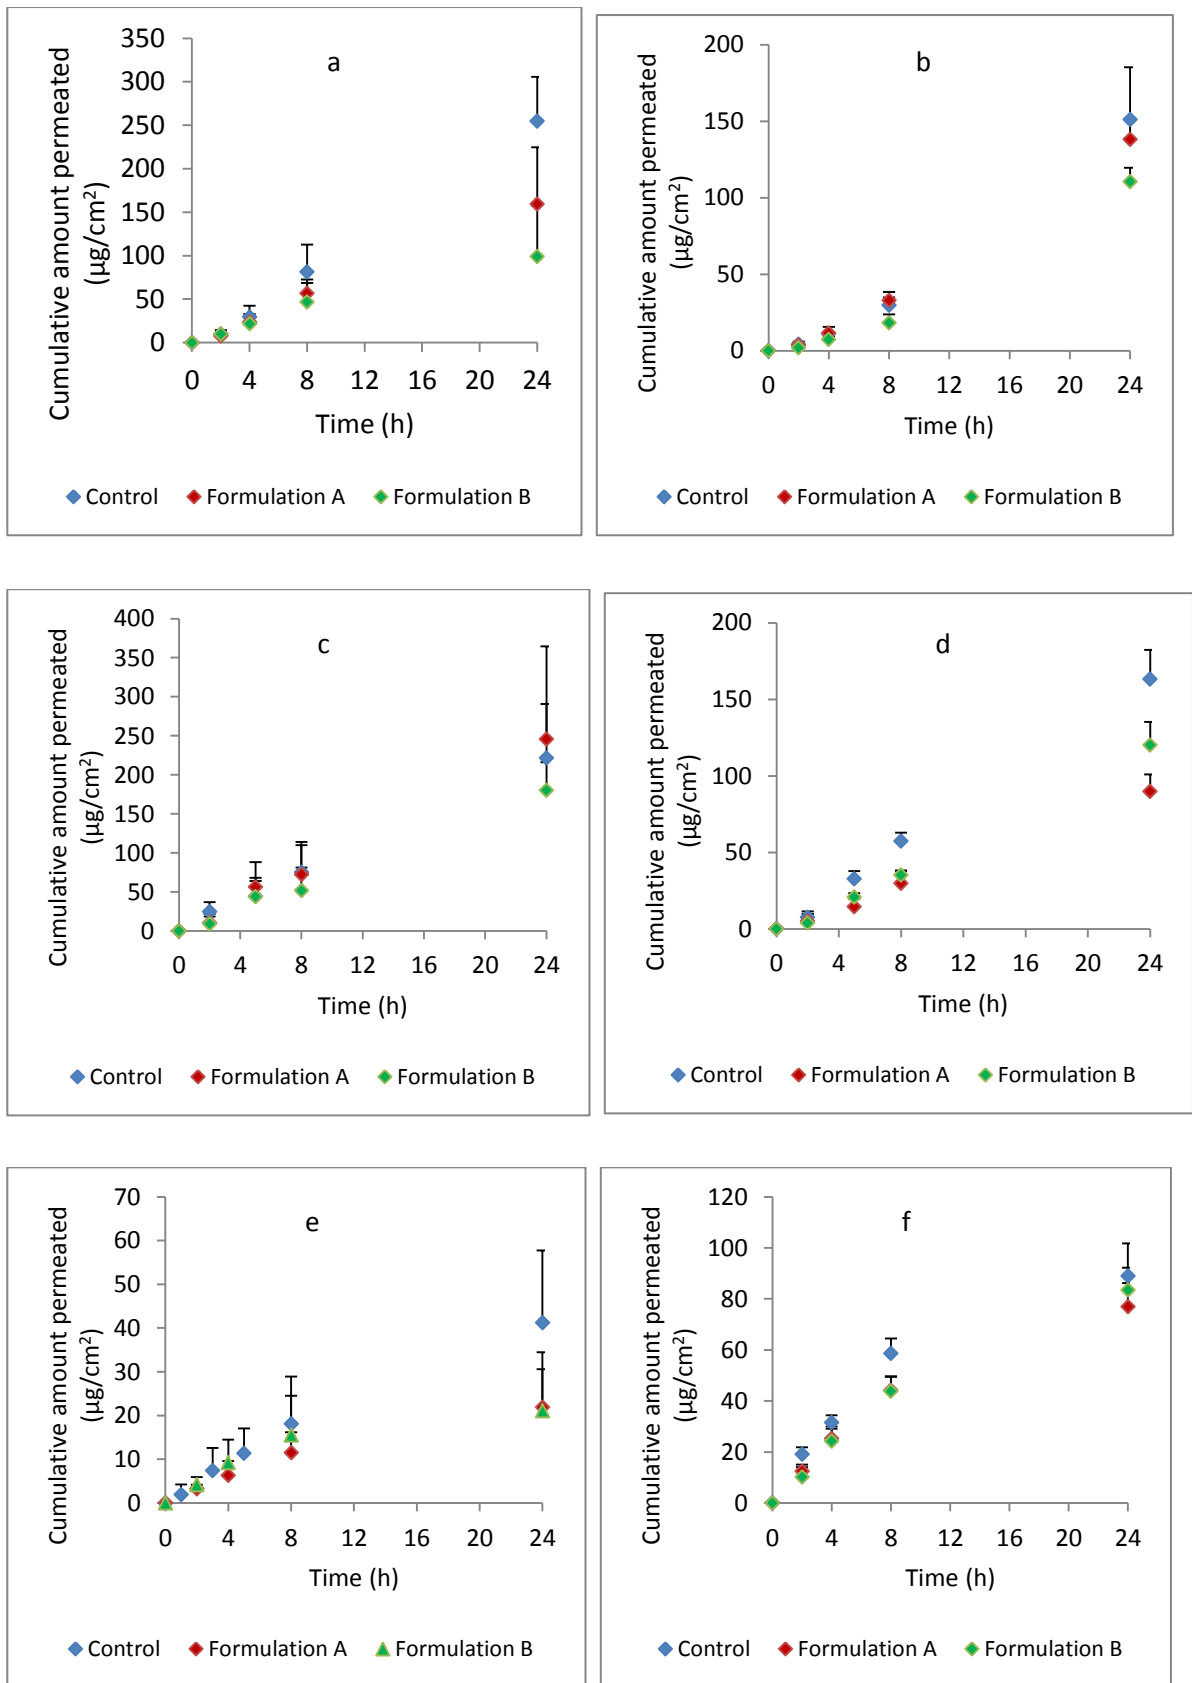 a
Cumulative amount permeated
(µg/cm²)
350
300
250
200
150
100
50
0
0 4 8 12 16 20 24
Time (h)
Control Formulation A Formulation B
b
Cumulative amount permeated
(µg/cm²)
200
150
100
50
0
0 4 8 12 16 20 24
Time (h)
Control Formulation A Formulation B
c
Cumulative amount permeated
(µg/cm²)
400
350
300
250
200
150
100
50
0
0 4 8 12 16 20 24
Time (h)
Control Formulation A Formulation B
d
Cumulative amount permeated
(µg/cm²)
200
150
100
50
0
0 4 8 12 16 20 24
Time (h)
Control Formulation A Formulation B
e
Cumulative amount permeated
(µg/cm²)
70
60
50
40
30
20
10
0
0 4 8 12 16 20 24
Time (h)
Control Formulation A Formulation B
f
Cumulative amount permeated
(µg/cm²)
120
100
80
60
40
20
0
0 4 8 12 16 20 24
Time (h)
Control Formulation A Formulation B